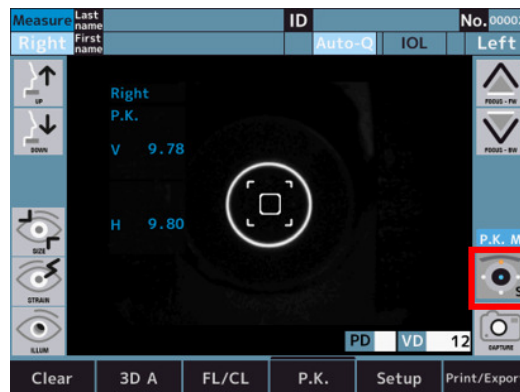 Measure Last name ID No. 00002
Right First name Auto-Q IOL Left
UP
FOCUS - FW
DOWN
FOCUS - BW
Right
P.K.
V 9.78
H 9.80
SIZE
P.K. M
STRAIN
S
ILLUM
CAPTURE
PD VD 12
Clear 3D A FL/CL P.K. Setup Print/Expor